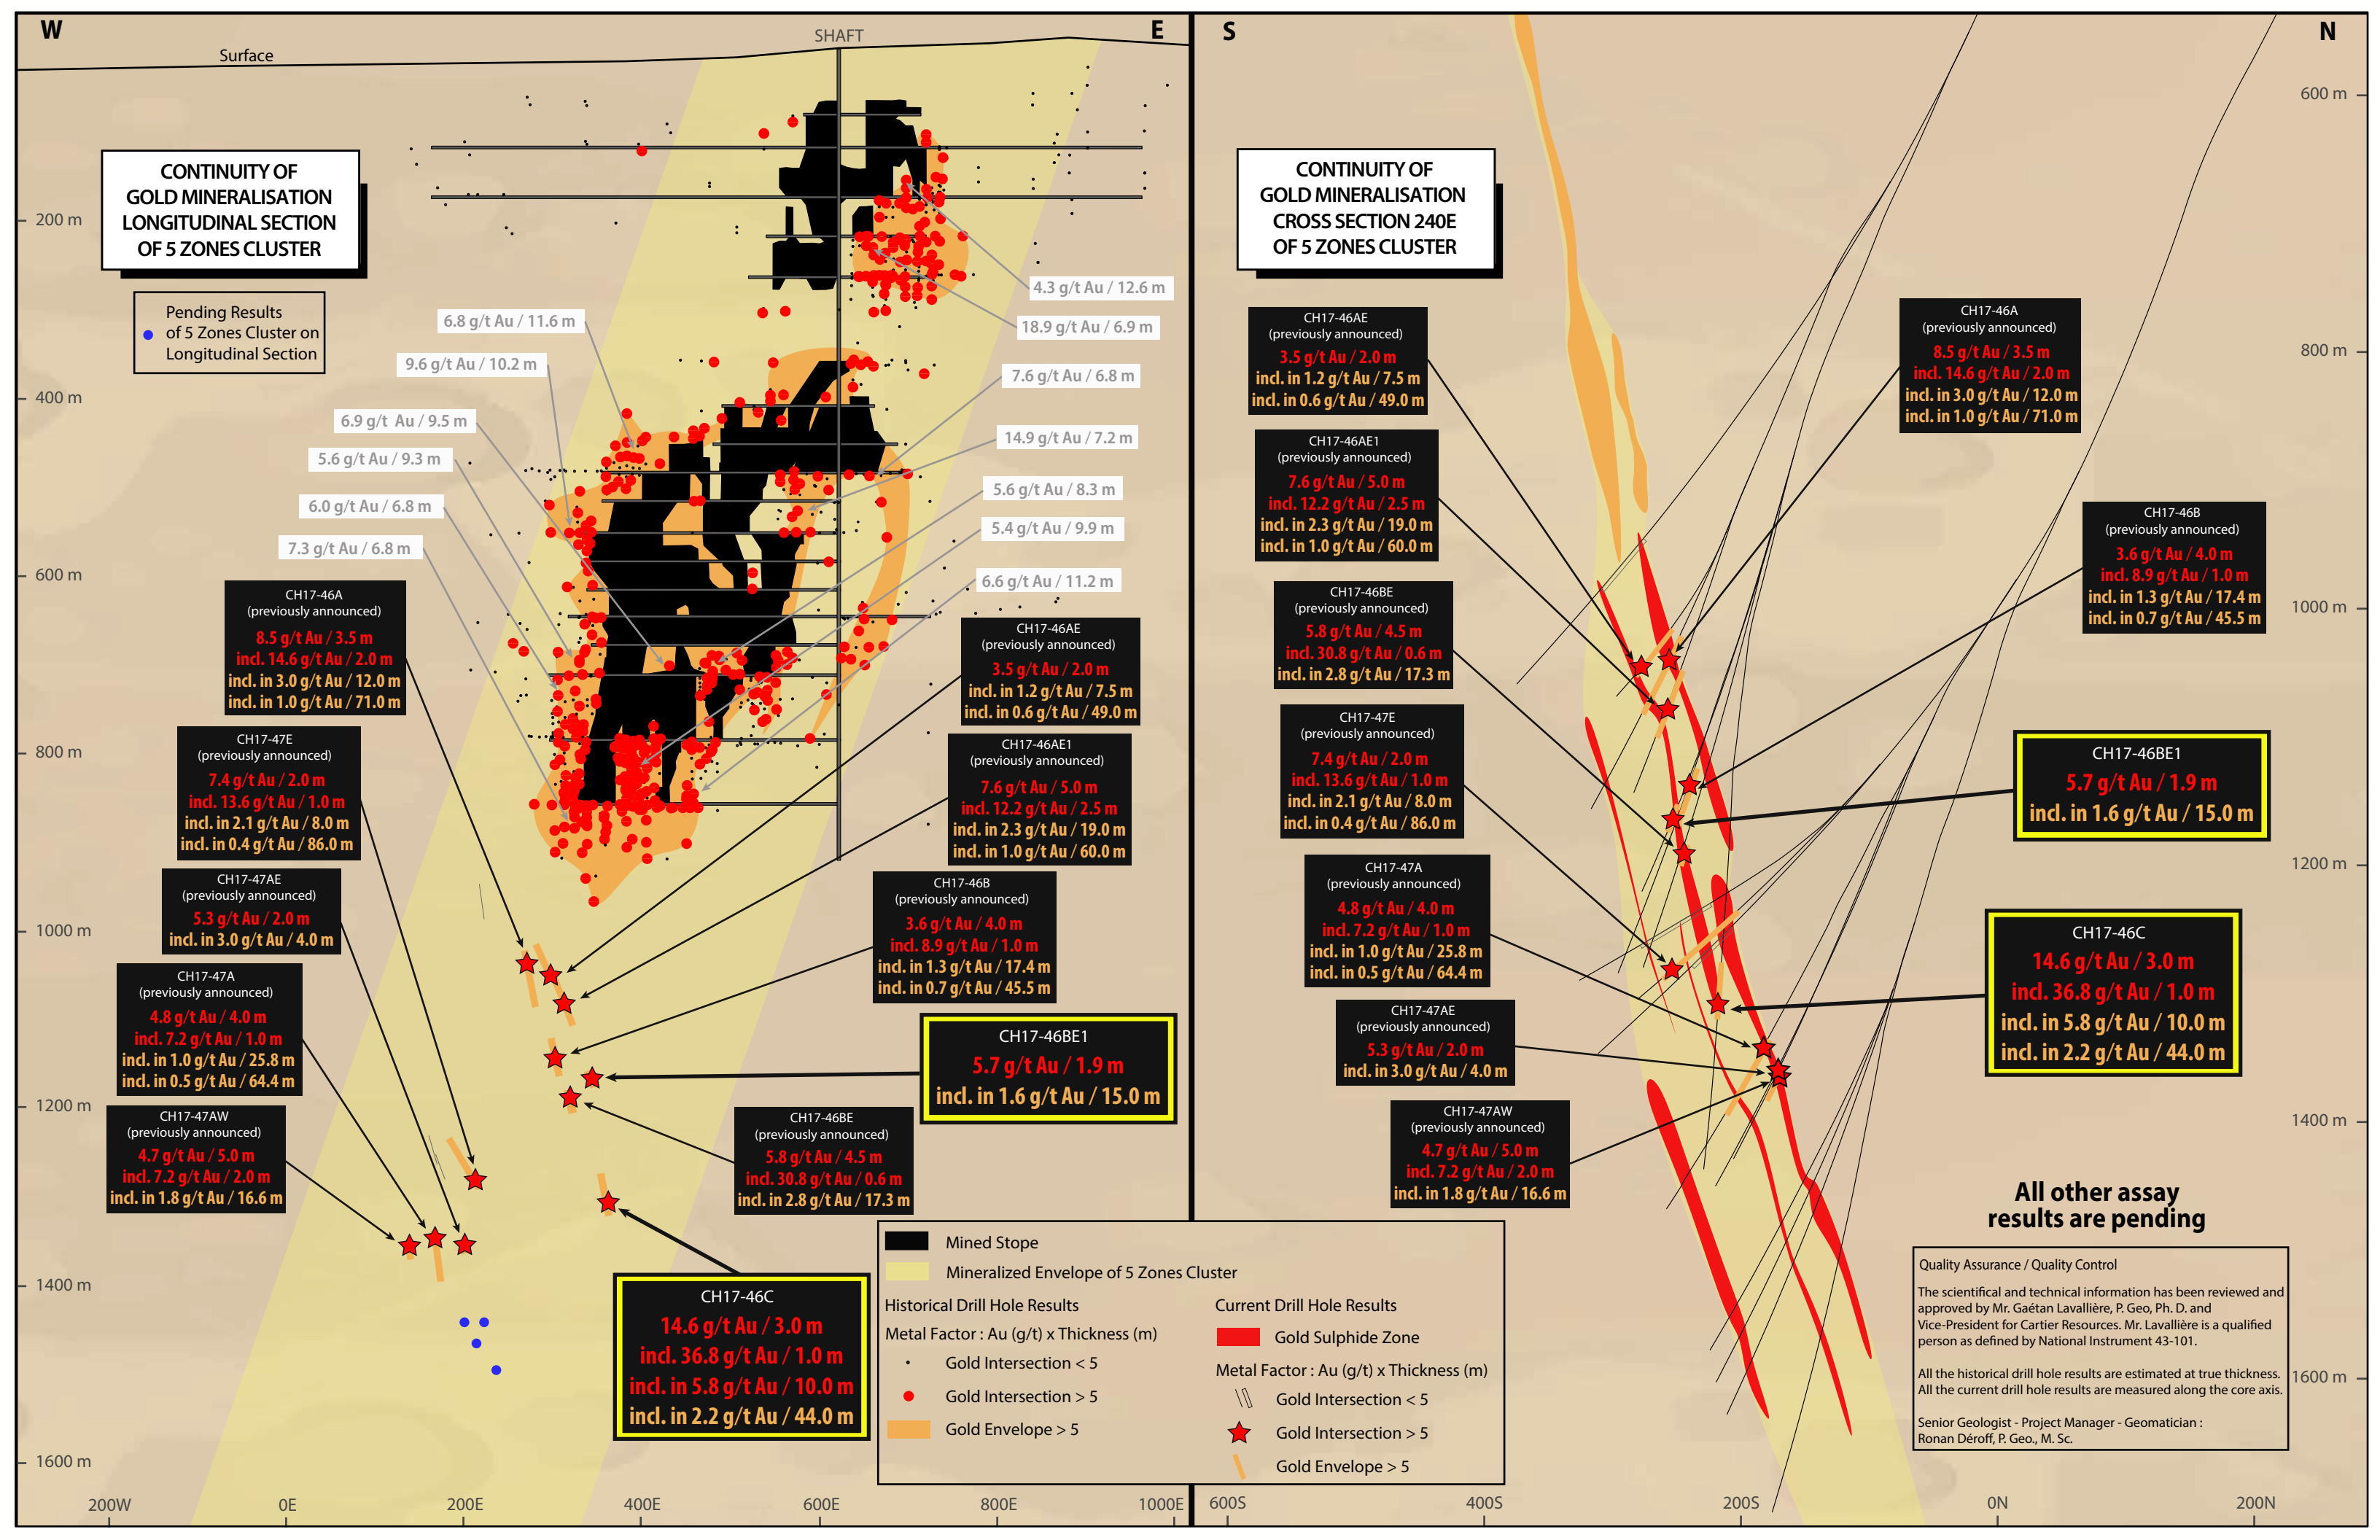 W
E
SHAFT
Surface
CONTINUITY OF
GOLD MINERALISATION
LONGITUDINAL SECTION
OF 5 ZONES CLUSTER
Pending Results
of 5 Zones Cluster on
Longitudinal Section
200 m
400 m
600 m
800 m
1000 m
1200 m
1400 m
1600 m
200W
0E
200E
400E
600E
800E
1000E
6.8 g/t Au / 11.6 m
9.6 g/t Au / 10.2 m
6.9 g/t Au / 9.5 m
5.6 g/t Au / 9.3 m
6.0 g/t Au / 6.8 m
7.3 g/t Au / 6.8 m
4.3 g/t Au / 12.6 m
18.9 g/t Au / 6.9 m
7.6 g/t Au / 6.8 m
14.9 g/t Au / 7.2 m
5.6 g/t Au / 8.3 m
5.4 g/t Au / 9.9 m
6.6 g/t Au / 11.2 m
CH17-46A
(previously announced)
8.5 g/t Au / 3.5 m
incl. 14.6 g/t Au / 2.0 m
incl. in 3.0 g/t Au / 12.0 m
incl. in 1.0 g/t Au / 71.0 m
CH17-47E
(previously announced)
7.4 g/t Au / 2.0 m
incl. 13.6 g/t Au / 1.0 m
incl. in 2.1 g/t Au / 8.0 m
incl. in 0.4 g/t Au / 86.0 m
CH17-47AE
(previously announced)
5.3 g/t Au / 2.0 m
incl. in 3.0 g/t Au / 4.0 m
CH17-47A
(previously announced)
4.8 g/t Au / 4.0 m
incl. 7.2 g/t Au / 1.0 m
incl. in 1.0 g/t Au / 25.8 m
incl. in 0.5 g/t Au / 64.4 m
CH17-47AW
(previously announced)
4.7 g/t Au / 5.0 m
incl. 7.2 g/t Au / 2.0 m
incl. in 1.8 g/t Au / 16.6 m
CH17-46AE
(previously announced)
3.5 g/t Au / 2.0 m
incl. in 1.2 g/t Au / 7.5 m
incl. in 0.6 g/t Au / 49.0 m
CH17-46AE1
(previously announced)
7.6 g/t Au / 5.0 m
incl. 12.2 g/t Au / 2.5 m
incl. in 2.3 g/t Au / 19.0 m
incl. in 1.0 g/t Au / 60.0 m
CH17-46B
(previously announced)
3.6 g/t Au / 4.0 m
incl. 8.9 g/t Au / 1.0 m
incl. in 1.3 g/t Au / 17.4 m
incl. in 0.7 g/t Au / 45.5 m
CH17-46BE1
5.7 g/t Au / 1.9 m
incl. in 1.6 g/t Au / 15.0 m
CH17-46BE
(previously announced)
5.8 g/t Au / 4.5 m
incl. 30.8 g/t Au / 0.6 m
incl. in 2.8 g/t Au / 17.3 m
CH17-46C
14.6 g/t Au / 3.0 m
incl. 36.8 g/t Au / 1.0 m
incl. in 5.8 g/t Au / 10.0 m
incl. in 2.2 g/t Au / 44.0 m
Mined Stope
Mineralized Envelope of 5 Zones Cluster
Historical Drill Hole Results
Metal Factor : Au (g/t) x Thickness (m)
Gold Intersection < 5
Gold Intersection > 5
Gold Envelope > 5
Current Drill Hole Results
Gold Sulphide Zone
Metal Factor : Au (g/t) x Thickness (m)
Gold Intersection < 5
Gold Intersection > 5
Gold Envelope > 5
S
N
CONTINUITY OF
GOLD MINERALISATION
CROSS SECTION 240E
OF 5 ZONES CLUSTER
600 m
800 m
1000 m
1200 m
1400 m
1600 m
600S
400S
200S
0N
200N
CH17-46AE
(previously announced)
3.5 g/t Au / 2.0 m
incl. in 1.2 g/t Au / 7.5 m
incl. in 0.6 g/t Au / 49.0 m
CH17-46AE1
(previously announced)
7.6 g/t Au / 5.0 m
incl. 12.2 g/t Au / 2.5 m
incl. in 2.3 g/t Au / 19.0 m
incl. in 1.0 g/t Au / 60.0 m
CH17-46BE
(previously announced)
5.8 g/t Au / 4.5 m
incl. 30.8 g/t Au / 0.6 m
incl. in 2.8 g/t Au / 17.3 m
CH17-47E
(previously announced)
7.4 g/t Au / 2.0 m
incl. 13.6 g/t Au / 1.0 m
incl. in 2.1 g/t Au / 8.0 m
incl. in 0.4 g/t Au / 86.0 m
CH17-47A
(previously announced)
4.8 g/t Au / 4.0 m
incl. 7.2 g/t Au / 1.0 m
incl. in 1.0 g/t Au / 25.8 m
incl. in 0.5 g/t Au / 64.4 m
CH17-47AE
(previously announced)
5.3 g/t Au / 2.0 m
incl. in 3.0 g/t Au / 4.0 m
CH17-47AW
(previously announced)
4.7 g/t Au / 5.0 m
incl. 7.2 g/t Au / 2.0 m
incl. in 1.8 g/t Au / 16.6 m
CH17-46A
(previously announced)
8.5 g/t Au / 3.5 m
incl. 14.6 g/t Au / 2.0 m
incl. in 3.0 g/t Au / 12.0 m
incl. in 1.0 g/t Au / 71.0 m
CH17-46B
(previously announced)
3.6 g/t Au / 4.0 m
incl. 8.9 g/t Au / 1.0 m
incl. in 1.3 g/t Au / 17.4 m
incl. in 0.7 g/t Au / 45.5 m
CH17-46BE1
5.7 g/t Au / 1.9 m
incl. in 1.6 g/t Au / 15.0 m
CH17-46C
14.6 g/t Au / 3.0 m
incl. 36.8 g/t Au / 1.0 m
incl. in 5.8 g/t Au / 10.0 m
incl. in 2.2 g/t Au / 44.0 m
All other assay
results are pending
Quality Assurance / Quality Control
The scientific and technical information has been reviewed and
approved by Mr. Gaétan Lavallière, P. Geo, Ph. D. and
Vice-President for Cartier Resources. Mr. Lavallière is a qualified
person as defined by National Instrument 43-101.
All the historical drill hole results are estimated at true thickness.
All the current drill hole results are measured along the core axis.
Senior Geologist - Project Manager - Geomatician :
Ronan Déroff, P. Geo., M. Sc.